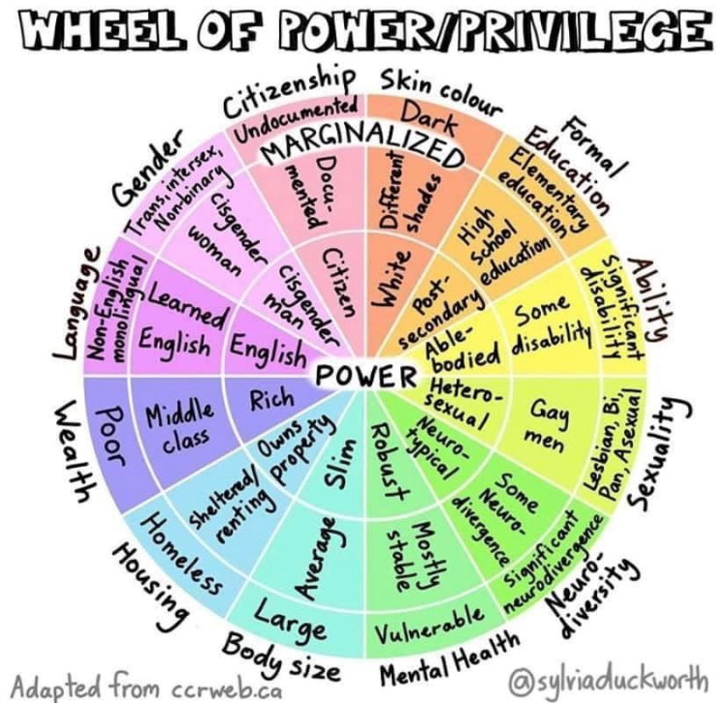 WHEEL OF POWER/PRIVILEGE
Citizenship
Undocumented
Docu-
mented
Citizen
Skin colour
Dark
Different
shades
White
Formal
Education
Elementary
education
High
School
education
Post-
secondary
Ability
Significant
disability
Some
disability
Able-
bodied
Sexuality
Lesbian, Bi,
Pan, Asexual
Gay
men
Hetero-
sexual
Neuro-
diversity
Significant
neurodivergence
Some
Neuro-
divergence
Neuro-
typical
Mental Health
Vulnerable
Mostly
stable
Robust
Body size
Large
Average
Slim
Housing
Homeless
Sheltered/
renting
Owns
property
Wealth
Poor
Middle
class
Rich
Language
Non-English
monolingual
Learned
English
English
Gender
Trans, intersex,
Non-binary
Cisgender
woman
Cisgender
man
MARGINALIZED
POWER
Adapted from ccrweb.ca
@sylviaduckworth